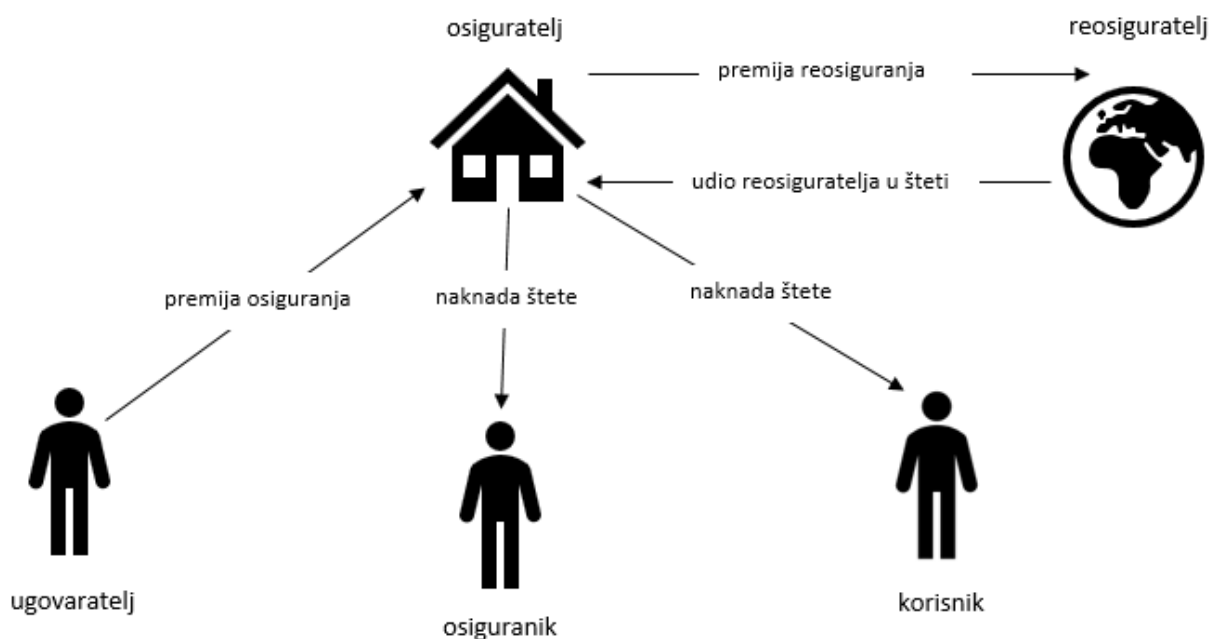 osiguratelj
reosiguratelj
premija reosiguranja
udio reosiguratelja u šteti
premija osiguranja
naknada štete
naknada štete
ugovaratelj
osiguranik
korisnik